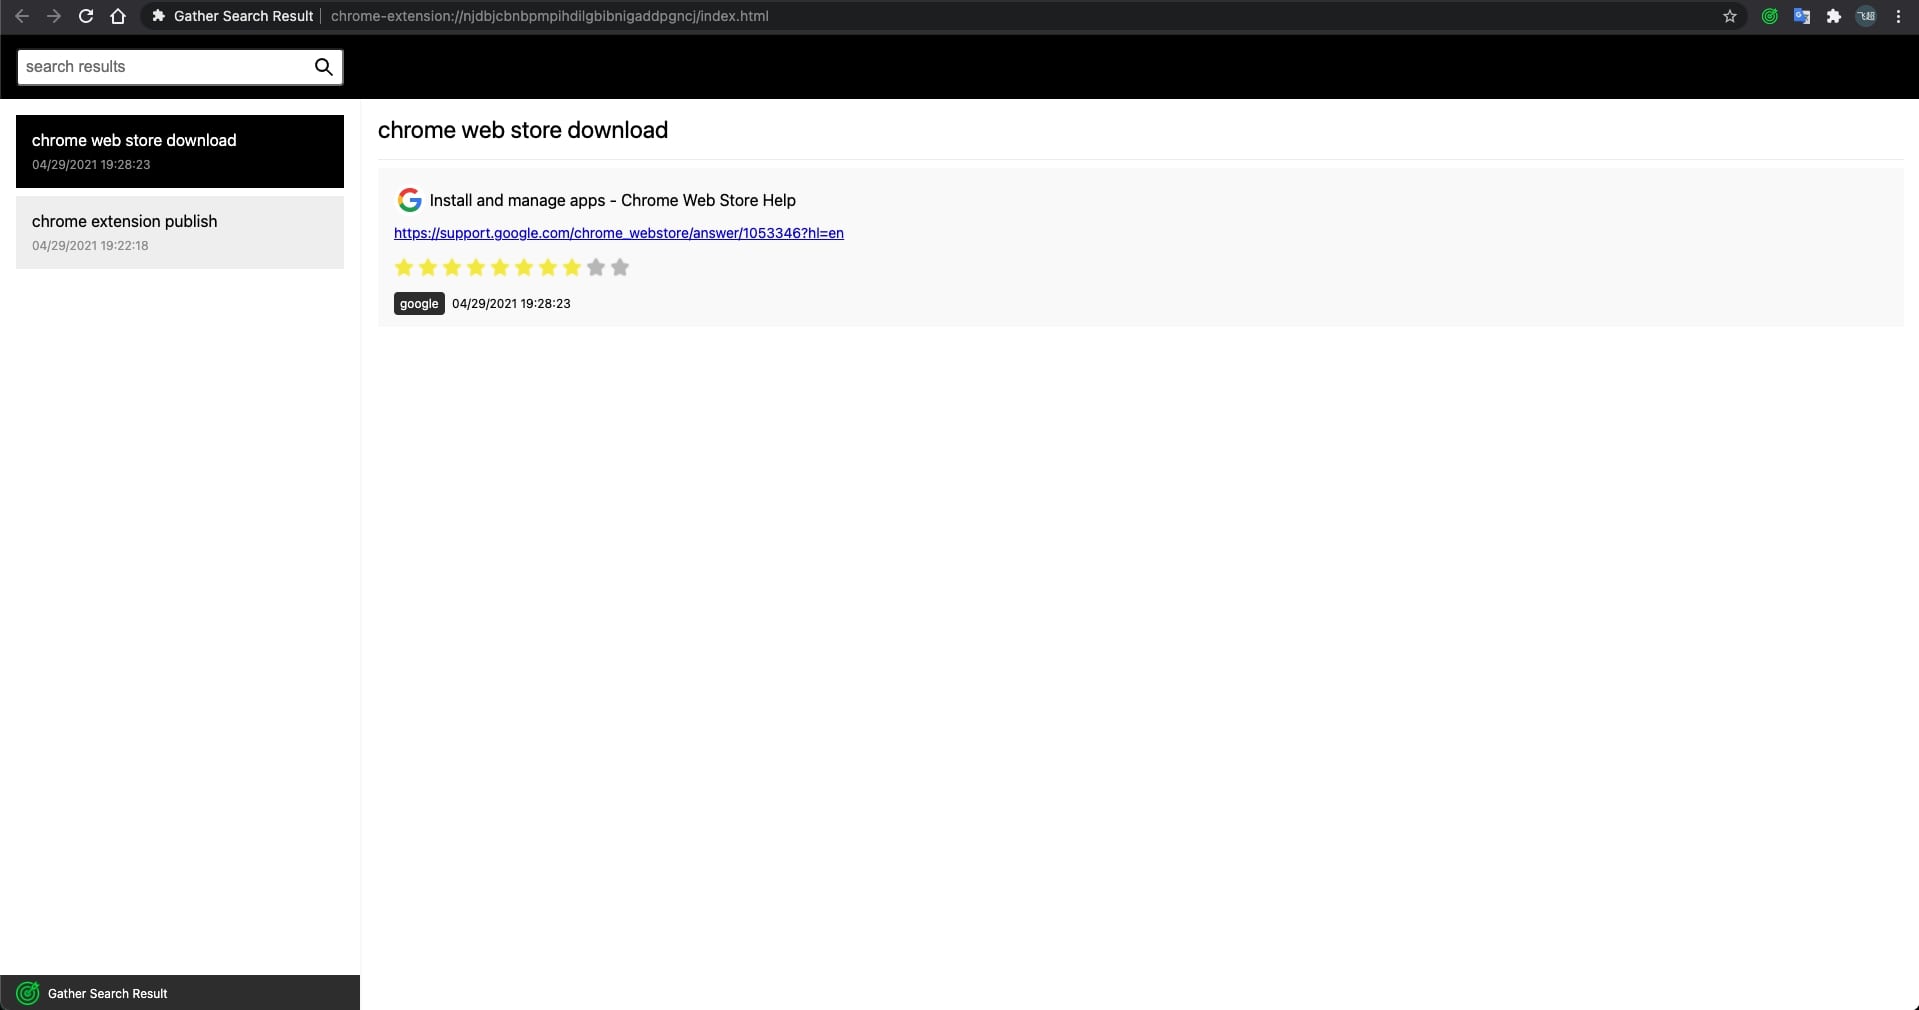 Gather Search Result | chrome-extension://njdbjcbnbpmpihdilgbibnigaddpgncj/index.html
飞超
search results
chrome web store download
04/29/2021 19:28:23
chrome extension publish
04/29/2021 19:22:18
chrome web store download
Install and manage apps - Chrome Web Store Help
https://support.google.com/chrome_webstore/answer/1053346?hl=en
google 04/29/2021 19:28:23
Gather Search Result